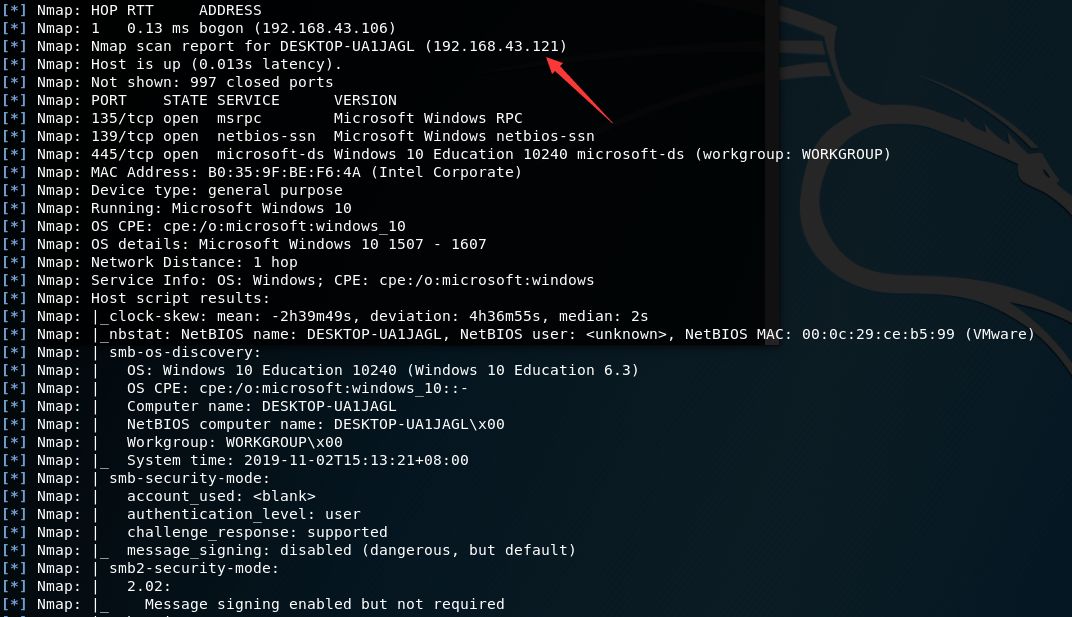 [*] Nmap: HOP RTT     ADDRESS
[*] Nmap: 1   0.13 ms bogon (192.168.43.106)
[*] Nmap: Nmap scan report for DESKTOP-UA1JAGL (192.168.43.121)
[*] Nmap: Host is up (0.013s latency).
[*] Nmap: Not shown: 997 closed ports
[*] Nmap: PORT    STATE SERVICE      VERSION
[*] Nmap: 135/tcp open  msrpc        Microsoft Windows RPC
[*] Nmap: 139/tcp open  netbios-ssn  Microsoft Windows netbios-ssn
[*] Nmap: 445/tcp open  microsoft-ds Windows 10 Education 10240 microsoft-ds (workgroup: WORKGROUP)
[*] Nmap: MAC Address: B0:35:9F:BE:F6:4A (Intel Corporate)
[*] Nmap: Device type: general purpose
[*] Nmap: Running: Microsoft Windows 10
[*] Nmap: OS CPE: cpe:/o:microsoft:windows_10
[*] Nmap: OS details: Microsoft Windows 10 1507 - 1607
[*] Nmap: Network Distance: 1 hop
[*] Nmap: Service Info: OS: Windows; CPE: cpe:/o:microsoft:windows
[*] Nmap: Host script results:
[*] Nmap: |_clock-skew: mean: -2h39m49s, deviation: 4h36m55s, median: 2s
[*] Nmap: |_nbstat: NetBIOS name: DESKTOP-UA1JAGL, NetBIOS user: <unknown>, NetBIOS MAC: 00:0c:29:ce:b5:99 (VMware)
[*] Nmap: | smb-os-discovery:
[*] Nmap: |   OS: Windows 10 Education 10240 (Windows 10 Education 6.3)
[*] Nmap: |   OS CPE: cpe:/o:microsoft:windows_10::-
[*] Nmap: |   Computer name: DESKTOP-UA1JAGL
[*] Nmap: |   NetBIOS computer name: DESKTOP-UA1JAGL\x00
[*] Nmap: |   Workgroup: WORKGROUP\x00
[*] Nmap: |_  System time: 2019-11-02T15:13:21+08:00
[*] Nmap: | smb-security-mode:
[*] Nmap: |   account_used: <blank>
[*] Nmap: |   authentication_level: user
[*] Nmap: |   challenge_response: supported
[*] Nmap: |_  message_signing: disabled (dangerous, but default)
[*] Nmap: | smb2-security-mode:
[*] Nmap: |   2.02:
[*] Nmap: |_    Message signing enabled but not required